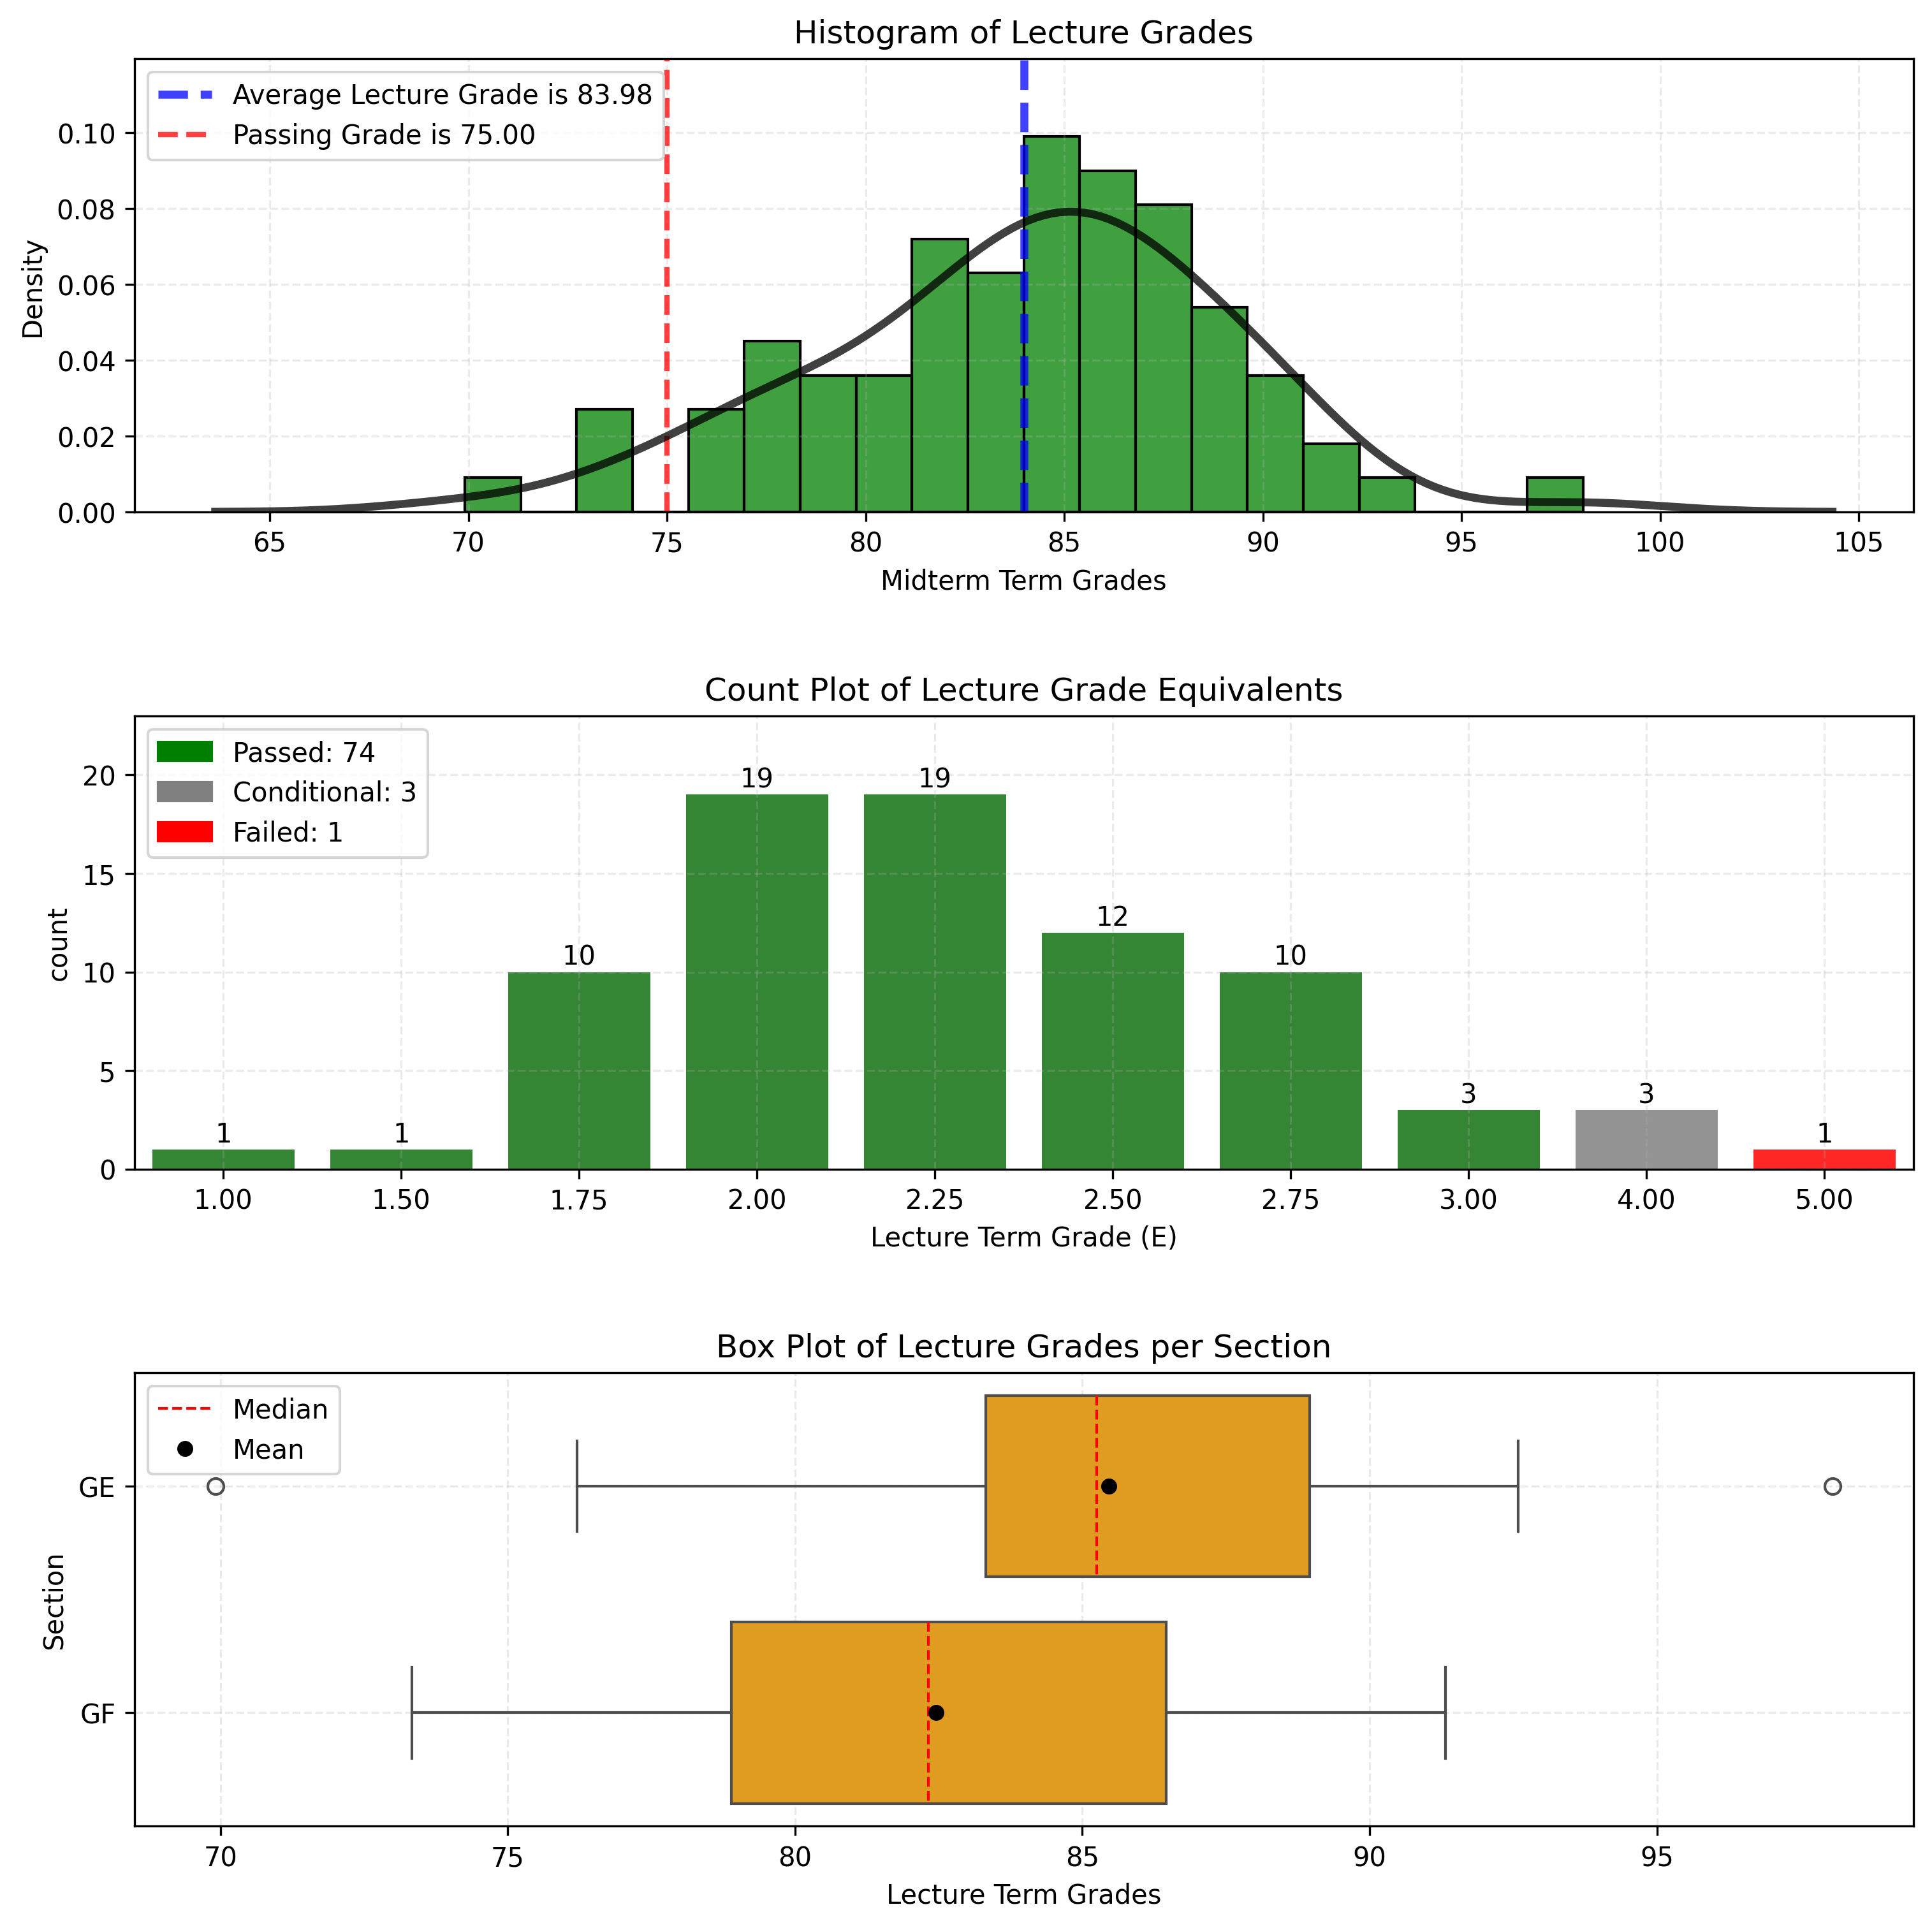 Histogram of Lecture Grades
Average Lecture Grade is 83.98
Passing Grade is 75.00
Density
0.10
0.08
0.06
0.04
0.02
0.00
65 70 75 80 85 90 95 100 105
Midterm Term Grades
Count Plot of Lecture Grade Equivalents
Passed: 74
Conditional: 3
Failed: 1
count
20
15
10
5
0
1 1 10 19 19 12 10 3 3 1
1.00 1.50 1.75 2.00 2.25 2.50 2.75 3.00 4.00 5.00
Lecture Term Grade (E)
Box Plot of Lecture Grades per Section
Median
Mean
Section
GE
GF
70 75 80 85 90 95
Lecture Term Grades